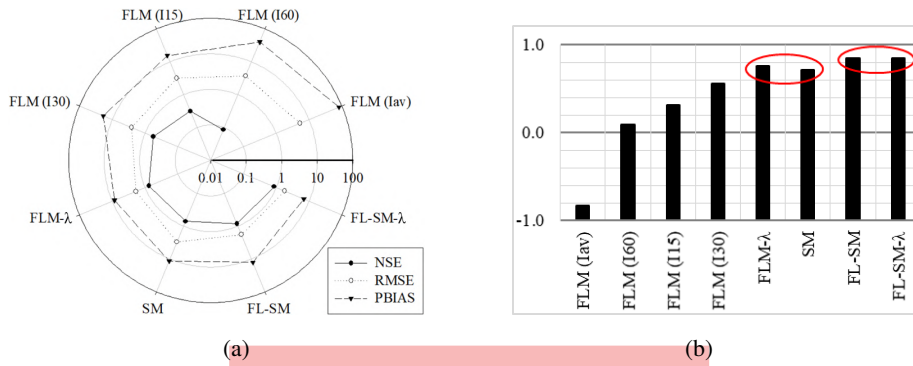 FLM (I15)
FLM (I60)
FLM (I30)
FLM (Iav)
0.01 0.1 1 10 100
FLM-λ
FL-SM-λ
SM
FL-SM
NSE
RMSE
PBIAS
(a)
1.0
0.0
-1.0
FLM (Iav)
FLM (I60)
FLM (I15)
FLM (I30)
FLM-λ
SM
FL-SM
FL-SM-λ
(b)